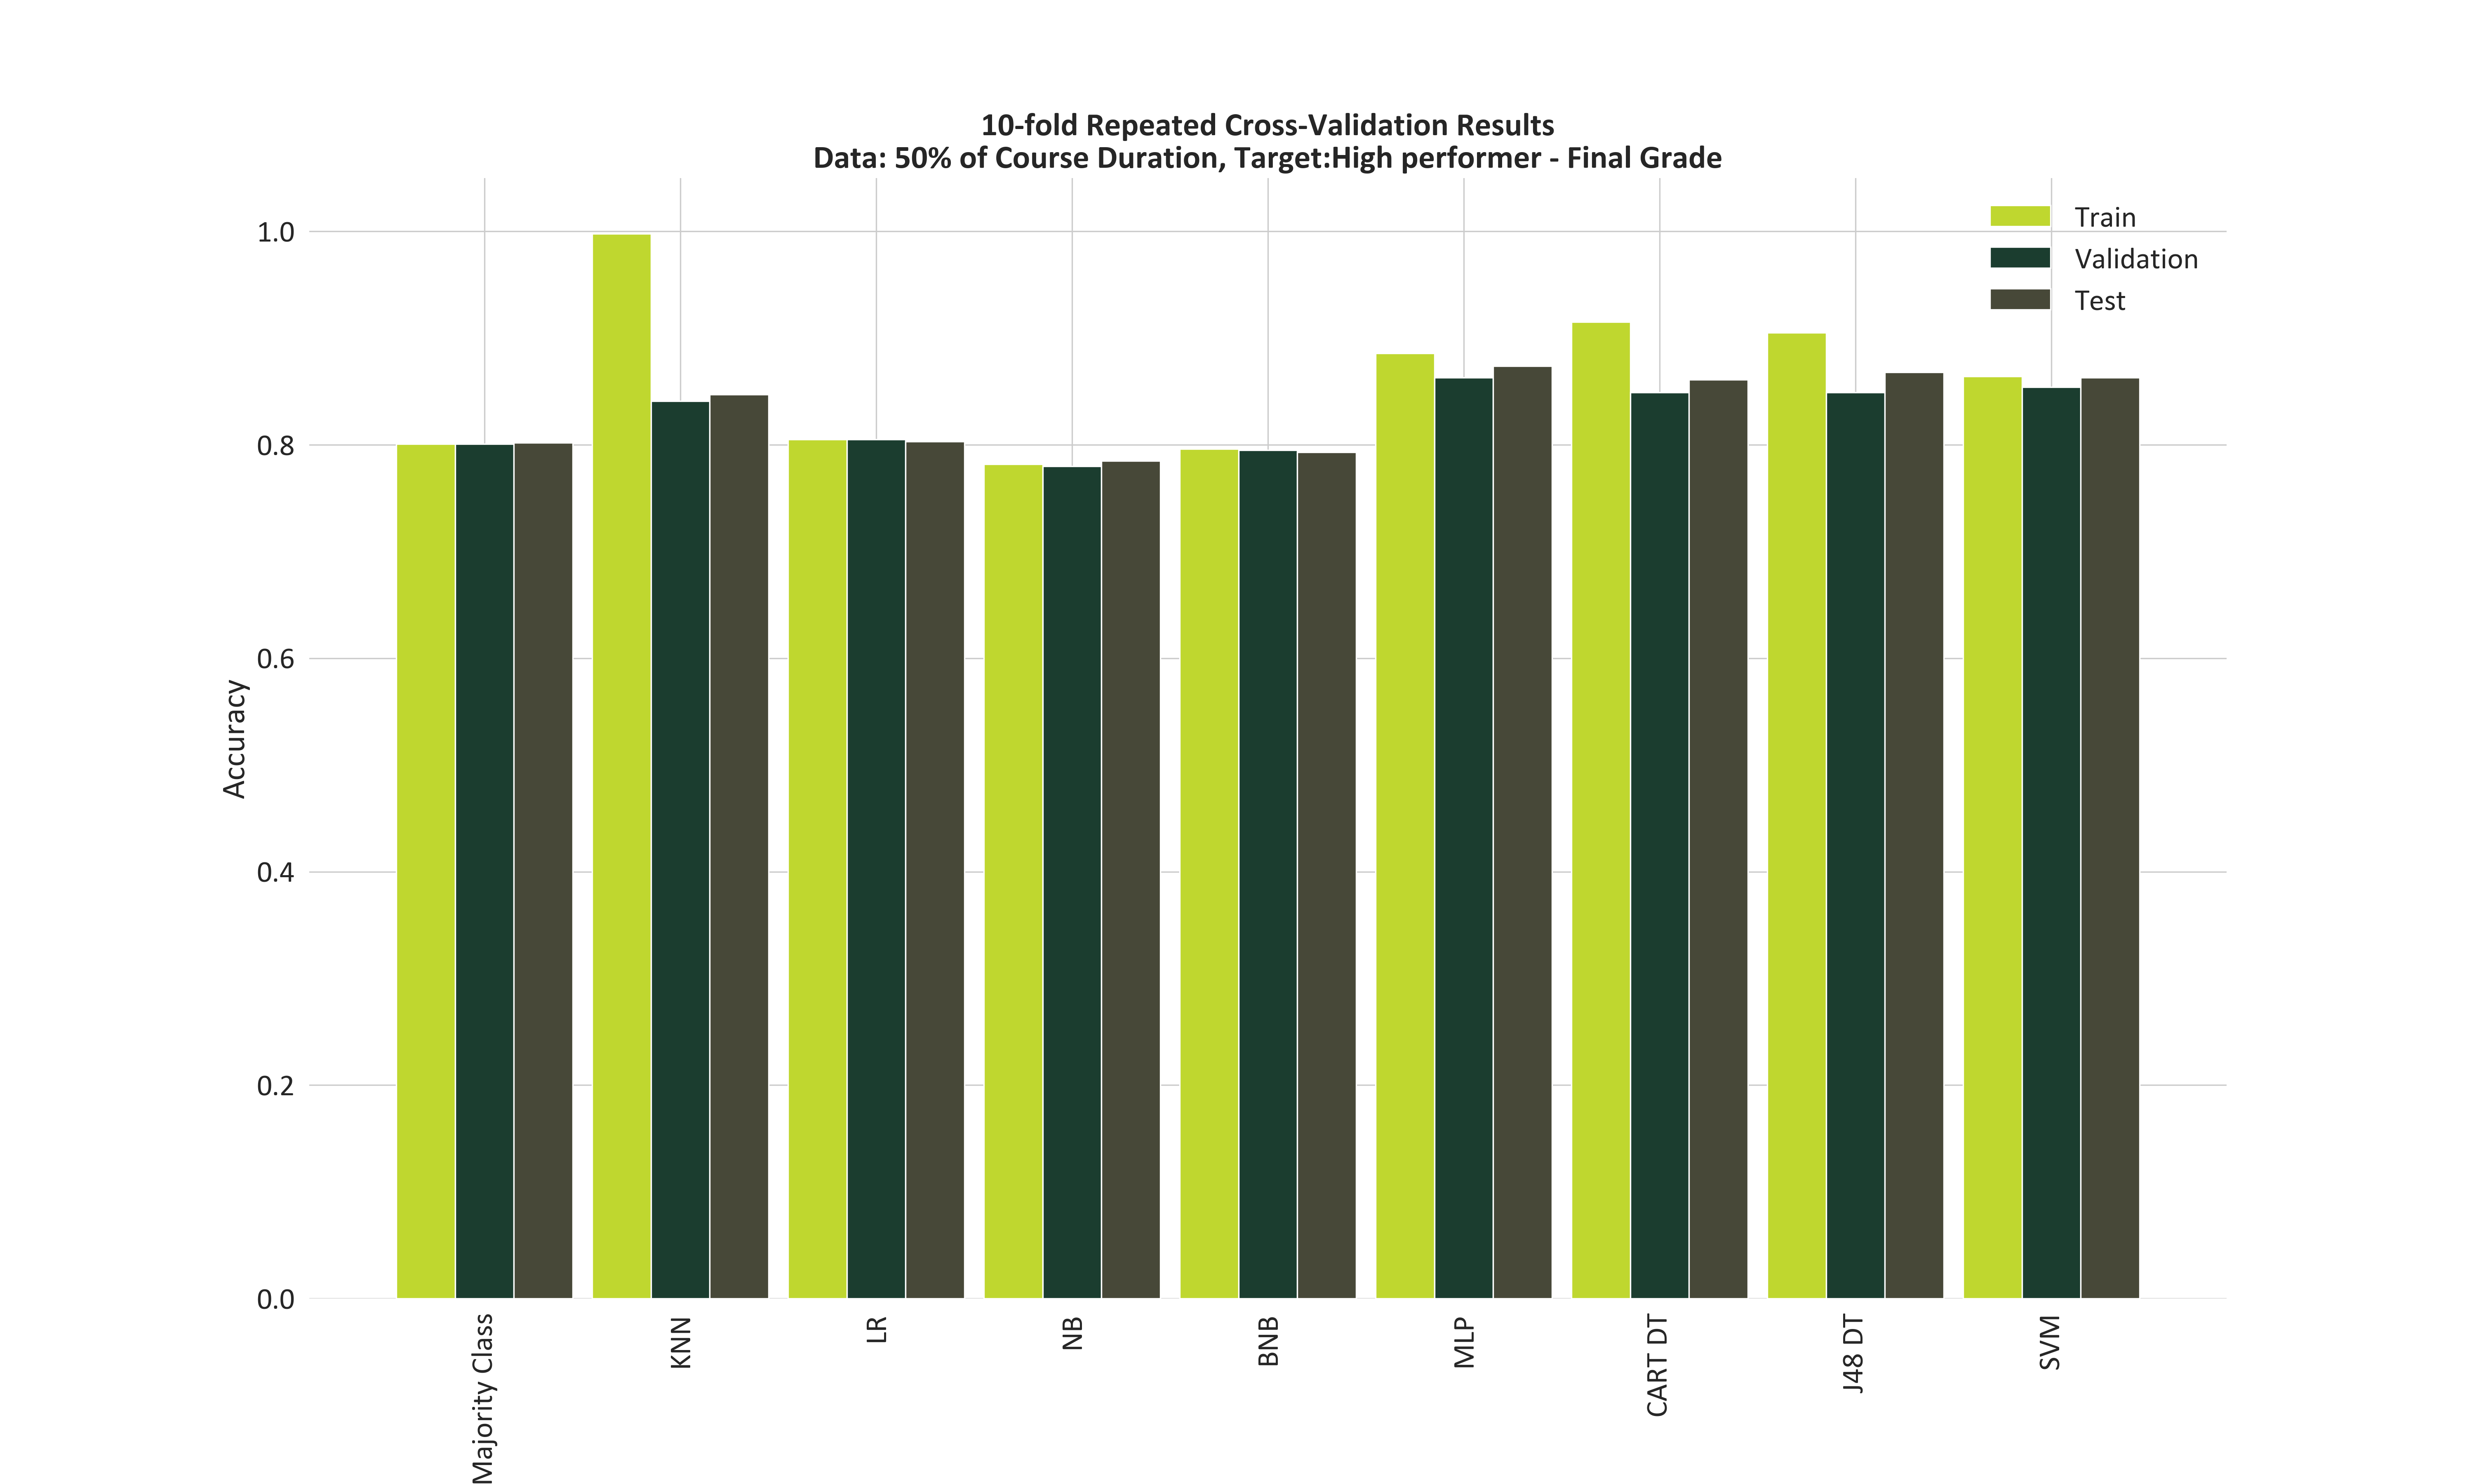 10-fold Repeated Cross-Validation Results
Data: 50% of Course Duration, Target:High performer - Final Grade
Train
Validation
Test
Accuracy
1.0
0.8
0.6
0.4
0.2
0.0
Majority Class
KNN
LR
NB
BNB
MLP
CART DT
J48 DT
SVM